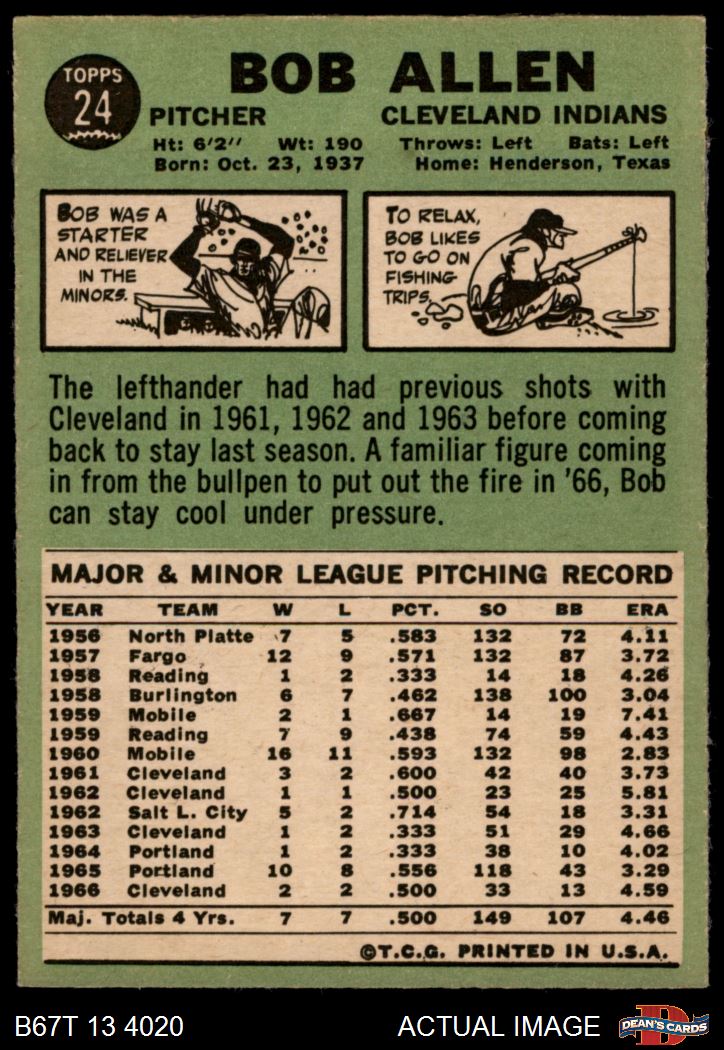 TOPPS
24
BOB ALLEN
PITCHER CLEVELAND INDIANS
Ht: 6'2" Wt: 190 Throws: Left Bats: Left
Born: Oct. 23, 1937 Home: Henderson, Texas
BOB WAS A
STARTER
AND RELIEVER
IN THE
MINORS.
TO RELAX,
BOB LIKES
TO GO ON
FISHING
TRIPS.
The lefthander had had previous shots with
Cleveland in 1961, 1962 and 1963 before coming
back to stay last season. A familiar figure coming
in from the bullpen to put out the fire in '66, Bob
can stay cool under pressure.
MAJOR & MINOR LEAGUE PITCHING RECORD
YEAR TEAM W L PCT. SO BB ERA
1956 North Platte 7 5 .583 132 72 4.11
1957 Fargo 12 9 .571 132 87 3.72
1958 Reading 1 2 .333 14 18 4.26
1958 Burlington 6 7 .462 138 100 3.04
1959 Mobile 2 1 .667 14 19 7.41
1959 Reading 7 9 .438 74 59 4.43
1960 Mobile 16 11 .593 132 98 2.83
1961 Cleveland 3 2 .600 42 40 3.73
1962 Cleveland 1 1 .500 23 25 5.81
1962 Salt L. City 5 2 .714 54 18 3.31
1963 Cleveland 1 2 .333 51 29 4.66
1964 Portland 1 2 .333 38 10 4.02
1965 Portland 10 8 .556 118 43 3.29
1966 Cleveland 2 2 .500 33 13 4.59
Maj. Totals 4 Yrs. 7 7 .500 149 107 4.46
©T.C.G. PRINTED IN U.S.A.
B67T 13 4020 ACTUAL IMAGE D DEAN'S CARDS